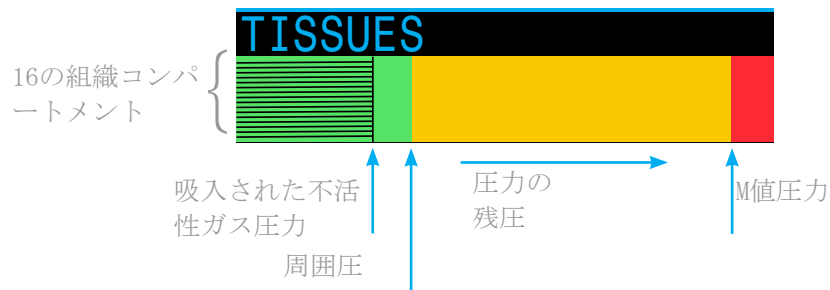 TISSUES
16の組織コンパ
ートメント
吸入された不活
性ガス圧力
周囲圧
圧力の
残圧
M値圧力